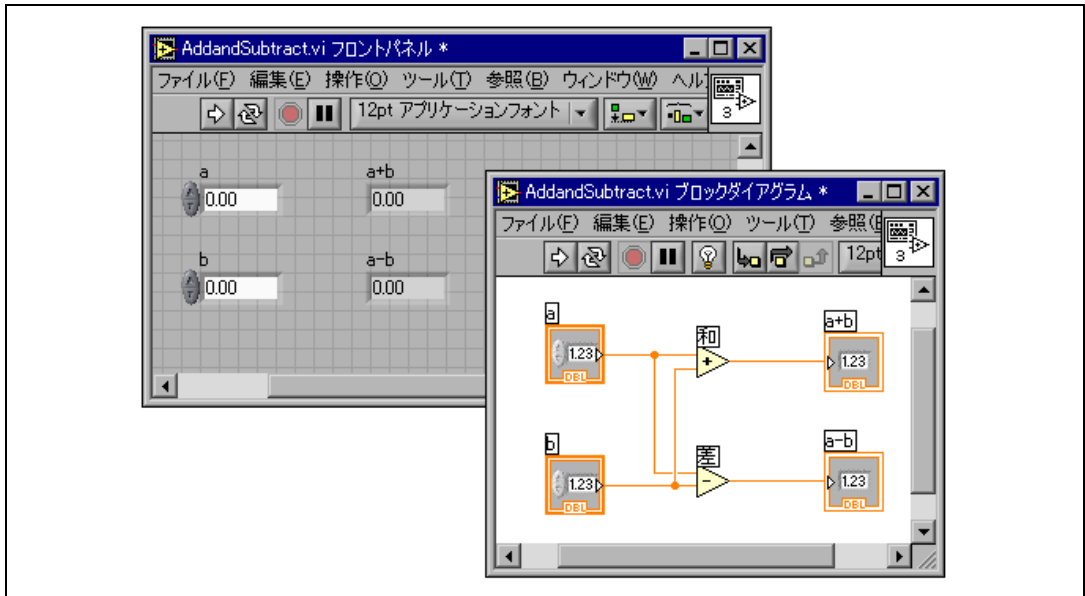 AddandSubtract.vi フロントパネル *
ファイル(F) 編集(E) 操作(O) ツール(T) 参照(B) ウィンドウ(W) ヘル
3
12pt アプリケーションフォント
a
a+b
0.00
0.00
b
a-b
0.00
0.00
AddandSubtract.vi ブロックダイアグラム *
ファイル(F) 編集(E) 操作(O) ツール(T) 参照(B
3
12pt
a
1.23
DBL
和
+
a+b
1.23
DBL
b
1.23
DBL
差
-
a-b
1.23
DBL